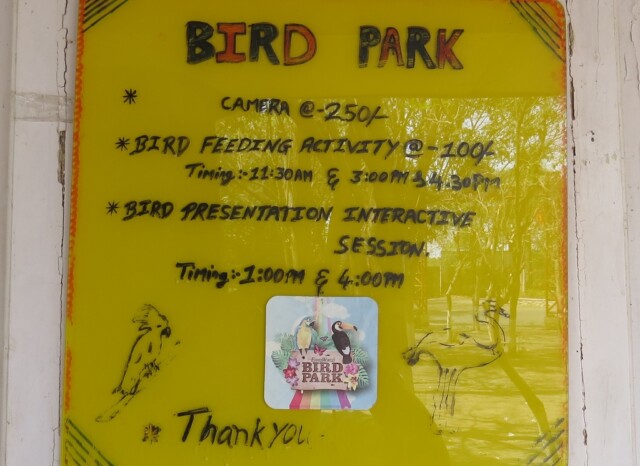 BIRD PARK
* CAMERA @-250/-
* BIRD FEEDING ACTIVITY @-100/-
Timing:-11:30AM & 3:00PM & 4.30PM
* BIRD PRESENTATION INTERACTIVE
SESSION.
Timing:-1:00PM & 4:00PM
BIRD
PARK
Thank you.